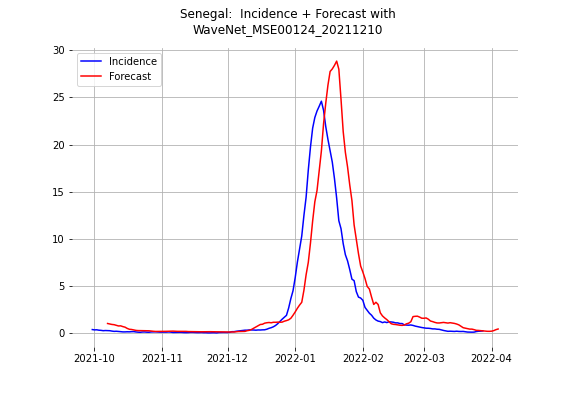 Senegal:  Incidence + Forecast with
WaveNet_MSE00124_20211210
Incidence
Forecast
30
25
20
15
10
5
0
2021-10 2021-11 2021-12 2022-01 2022-02 2022-03 2022-04